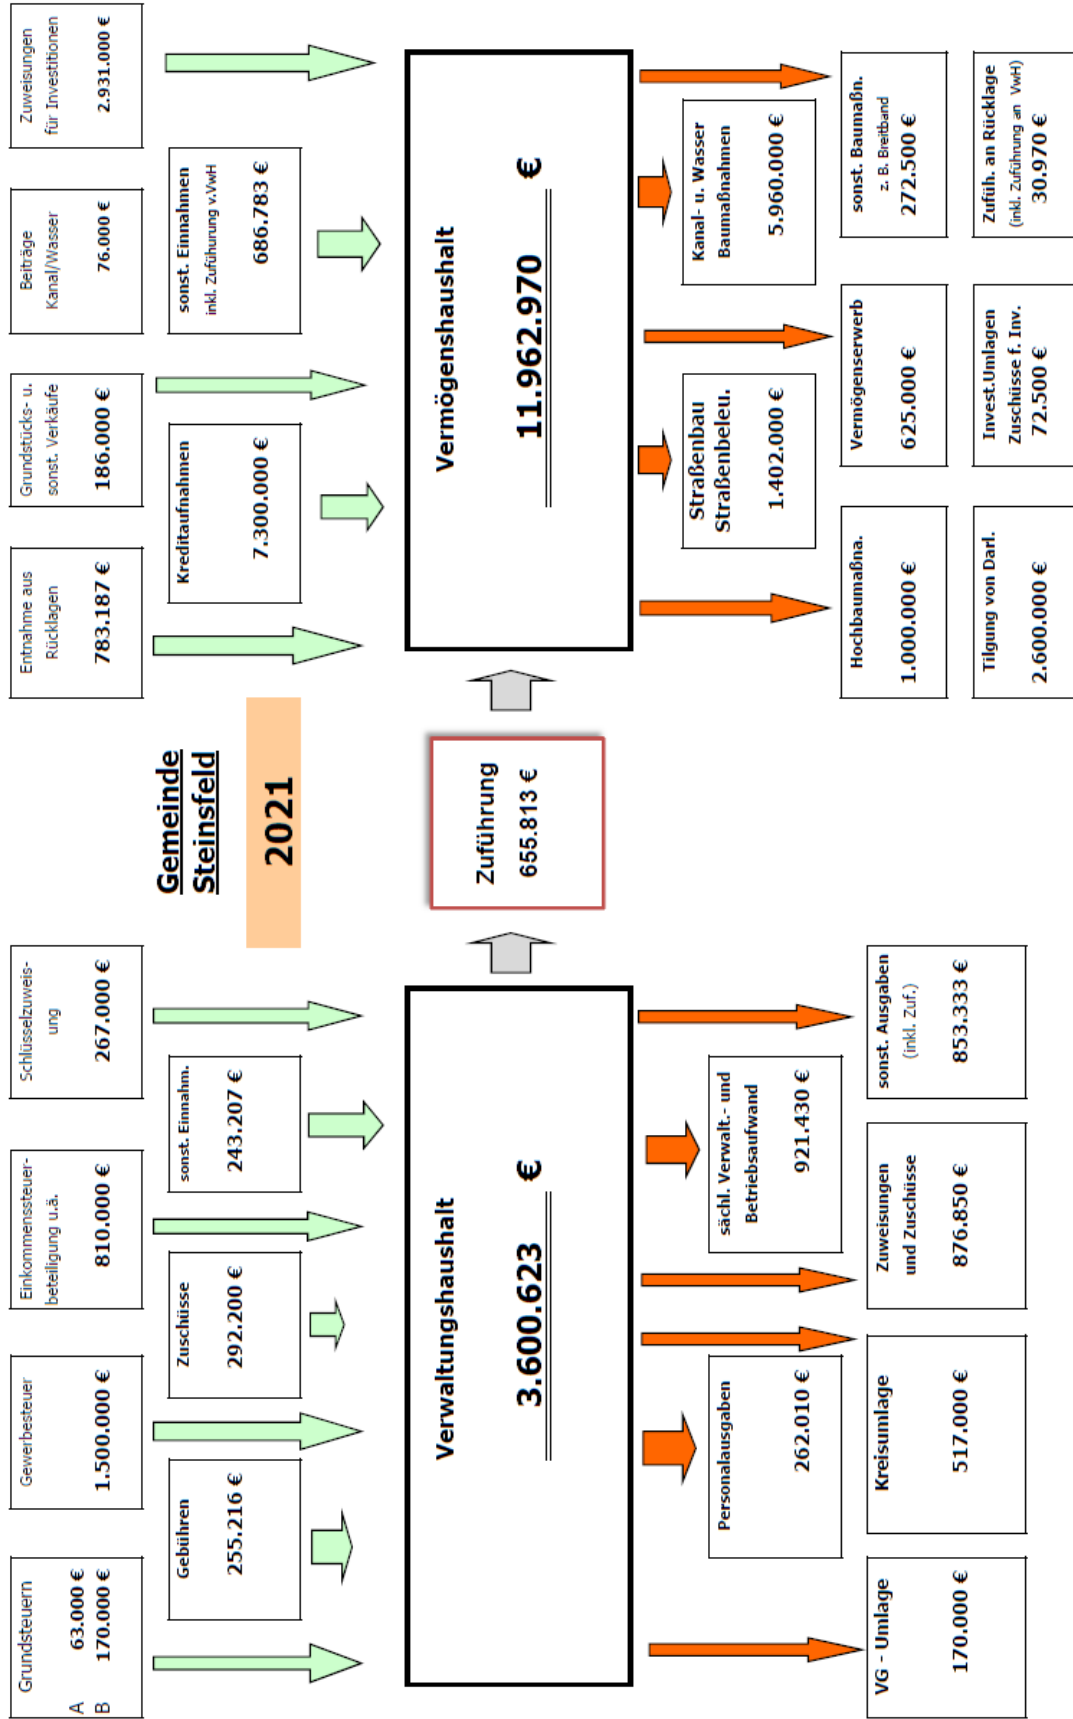 Grundsteuern
A 63.000 €
B 170.000 €
Gewerbesteuer
1.500.000 €
Einkommenssteuer-
beteiligung u.ä.
810.000 €
Schlüsselzuweis-
ung
267.000 €
Entnahme aus
Rücklagen
783.187 €
Grundstücks- u.
sonst. Verkäufe
186.000 €
Beiträge
Kanal/Wasser
76.000 €
Zuweisungen
für Investitionen
2.931.000 €
Gebühren
255.216 €
Zuschüsse
292.200 €
sonst. Einnahm.
243.207 €
Gemeinde
Steinsfeld
2021
Kreditaufnahmen
7.300.000 €
sonst. Einnahmen
inkl. Zufühurung v.VwH
686.783 €
Verwaltungshaushalt
3.600.623 €
Zuführung
655.813 €
Vermögenshaushalt
11.962.970 €
Personalausgaben
262.010 €
sächl. Verwalt.- und
Betriebsaufwand
921.430 €
Straßenbau
Straßenbeleu.
1.402.000 €
Kanal- u. Wasser
Baumaßnahmen
5.960.000 €
VG - Umlage
170.000 €
Kreisumlage
517.000 €
Zuweisungen
und Zuschüsse
876.850 €
sonst. Ausgaben
(inkl. Zuf.)
853.333 €
Hochbaumaßna.
1.000.000 €
Vermögenserwerb
625.000 €
sonst. Baumaßn.
z. B. Breitband
272.500 €
Tilgung von Darl.
2.600.000 €
Invest.Umlagen
Zuschüsse f. Inv.
72.500 €
Zufüh. an Rücklage
(inkl. Zuführung an VwH)
30.970 €